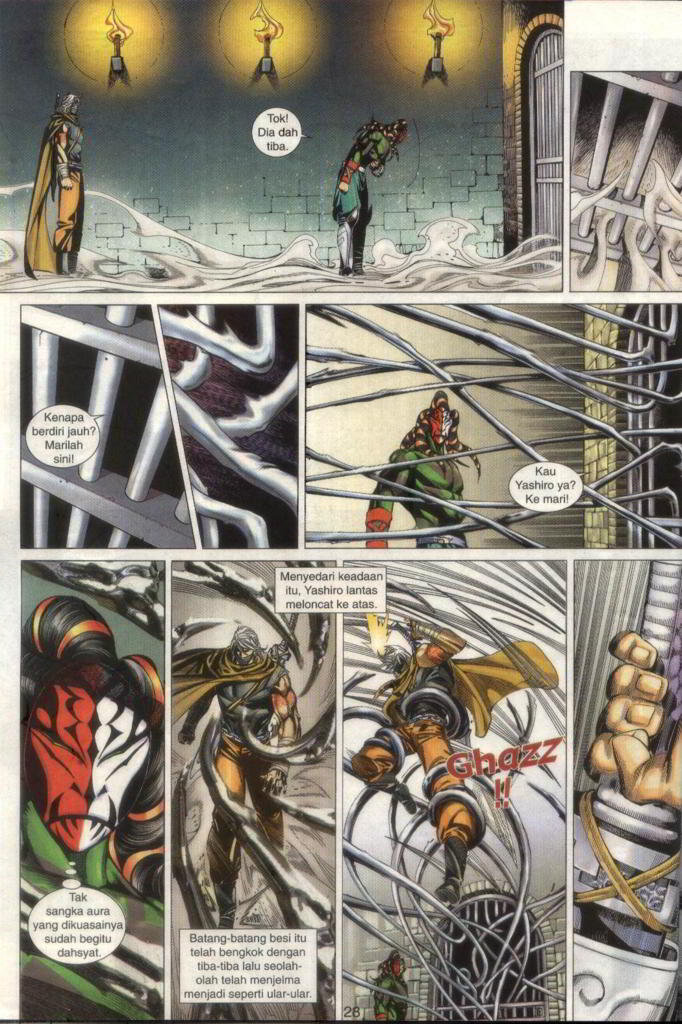 Tok!
Dia dah
tiba.
Kenapa
berdiri jauh?
Marilah
sini!
Kau
Yashiro ya?
Ke mari!
Tak
sangka aura
yang dikuasainya
sudah begitu
dahsyat.
Menyedari keadaan
itu, Yashiro lantas
meloncat ke atas.
Batang-batang besi itu
telah bengkok dengan
tiba-tiba lalu seolah-
olah telah menjelma
menjadi seperti ular-ular.
Ghazz
!!
28